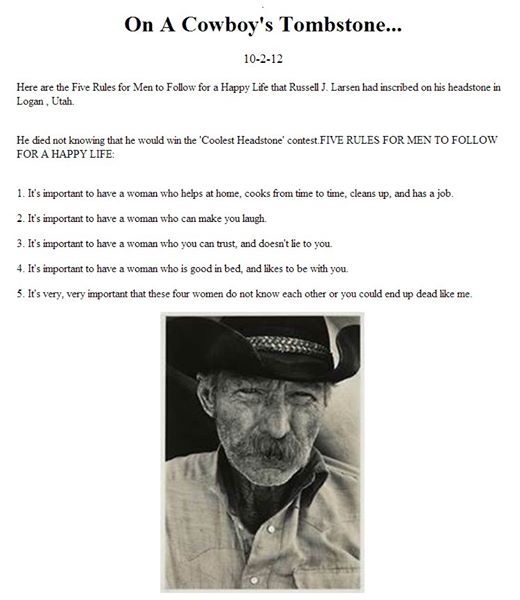 On A Cowboy's Tombstone...
10-2-12
Here are the Five Rules for Men to Follow for a Happy Life that Russell J. Larsen had inscribed on his headstone in
Logan , Utah.
He died not knowing that he would win the 'Coolest Headstone' contest.FIVE RULES FOR MEN TO FOLLOW
FOR A HAPPY LIFE:
1. It's important to have a woman who helps at home, cooks from time to time, cleans up, and has a job.
2. It's important to have a woman who can make you laugh.
3. It's important to have a woman who you can trust, and doesn't lie to you.
4. It's important to have a woman who is good in bed, and likes to be with you.
5. It's very, very important that these four women do not know each other or you could end up dead like me.